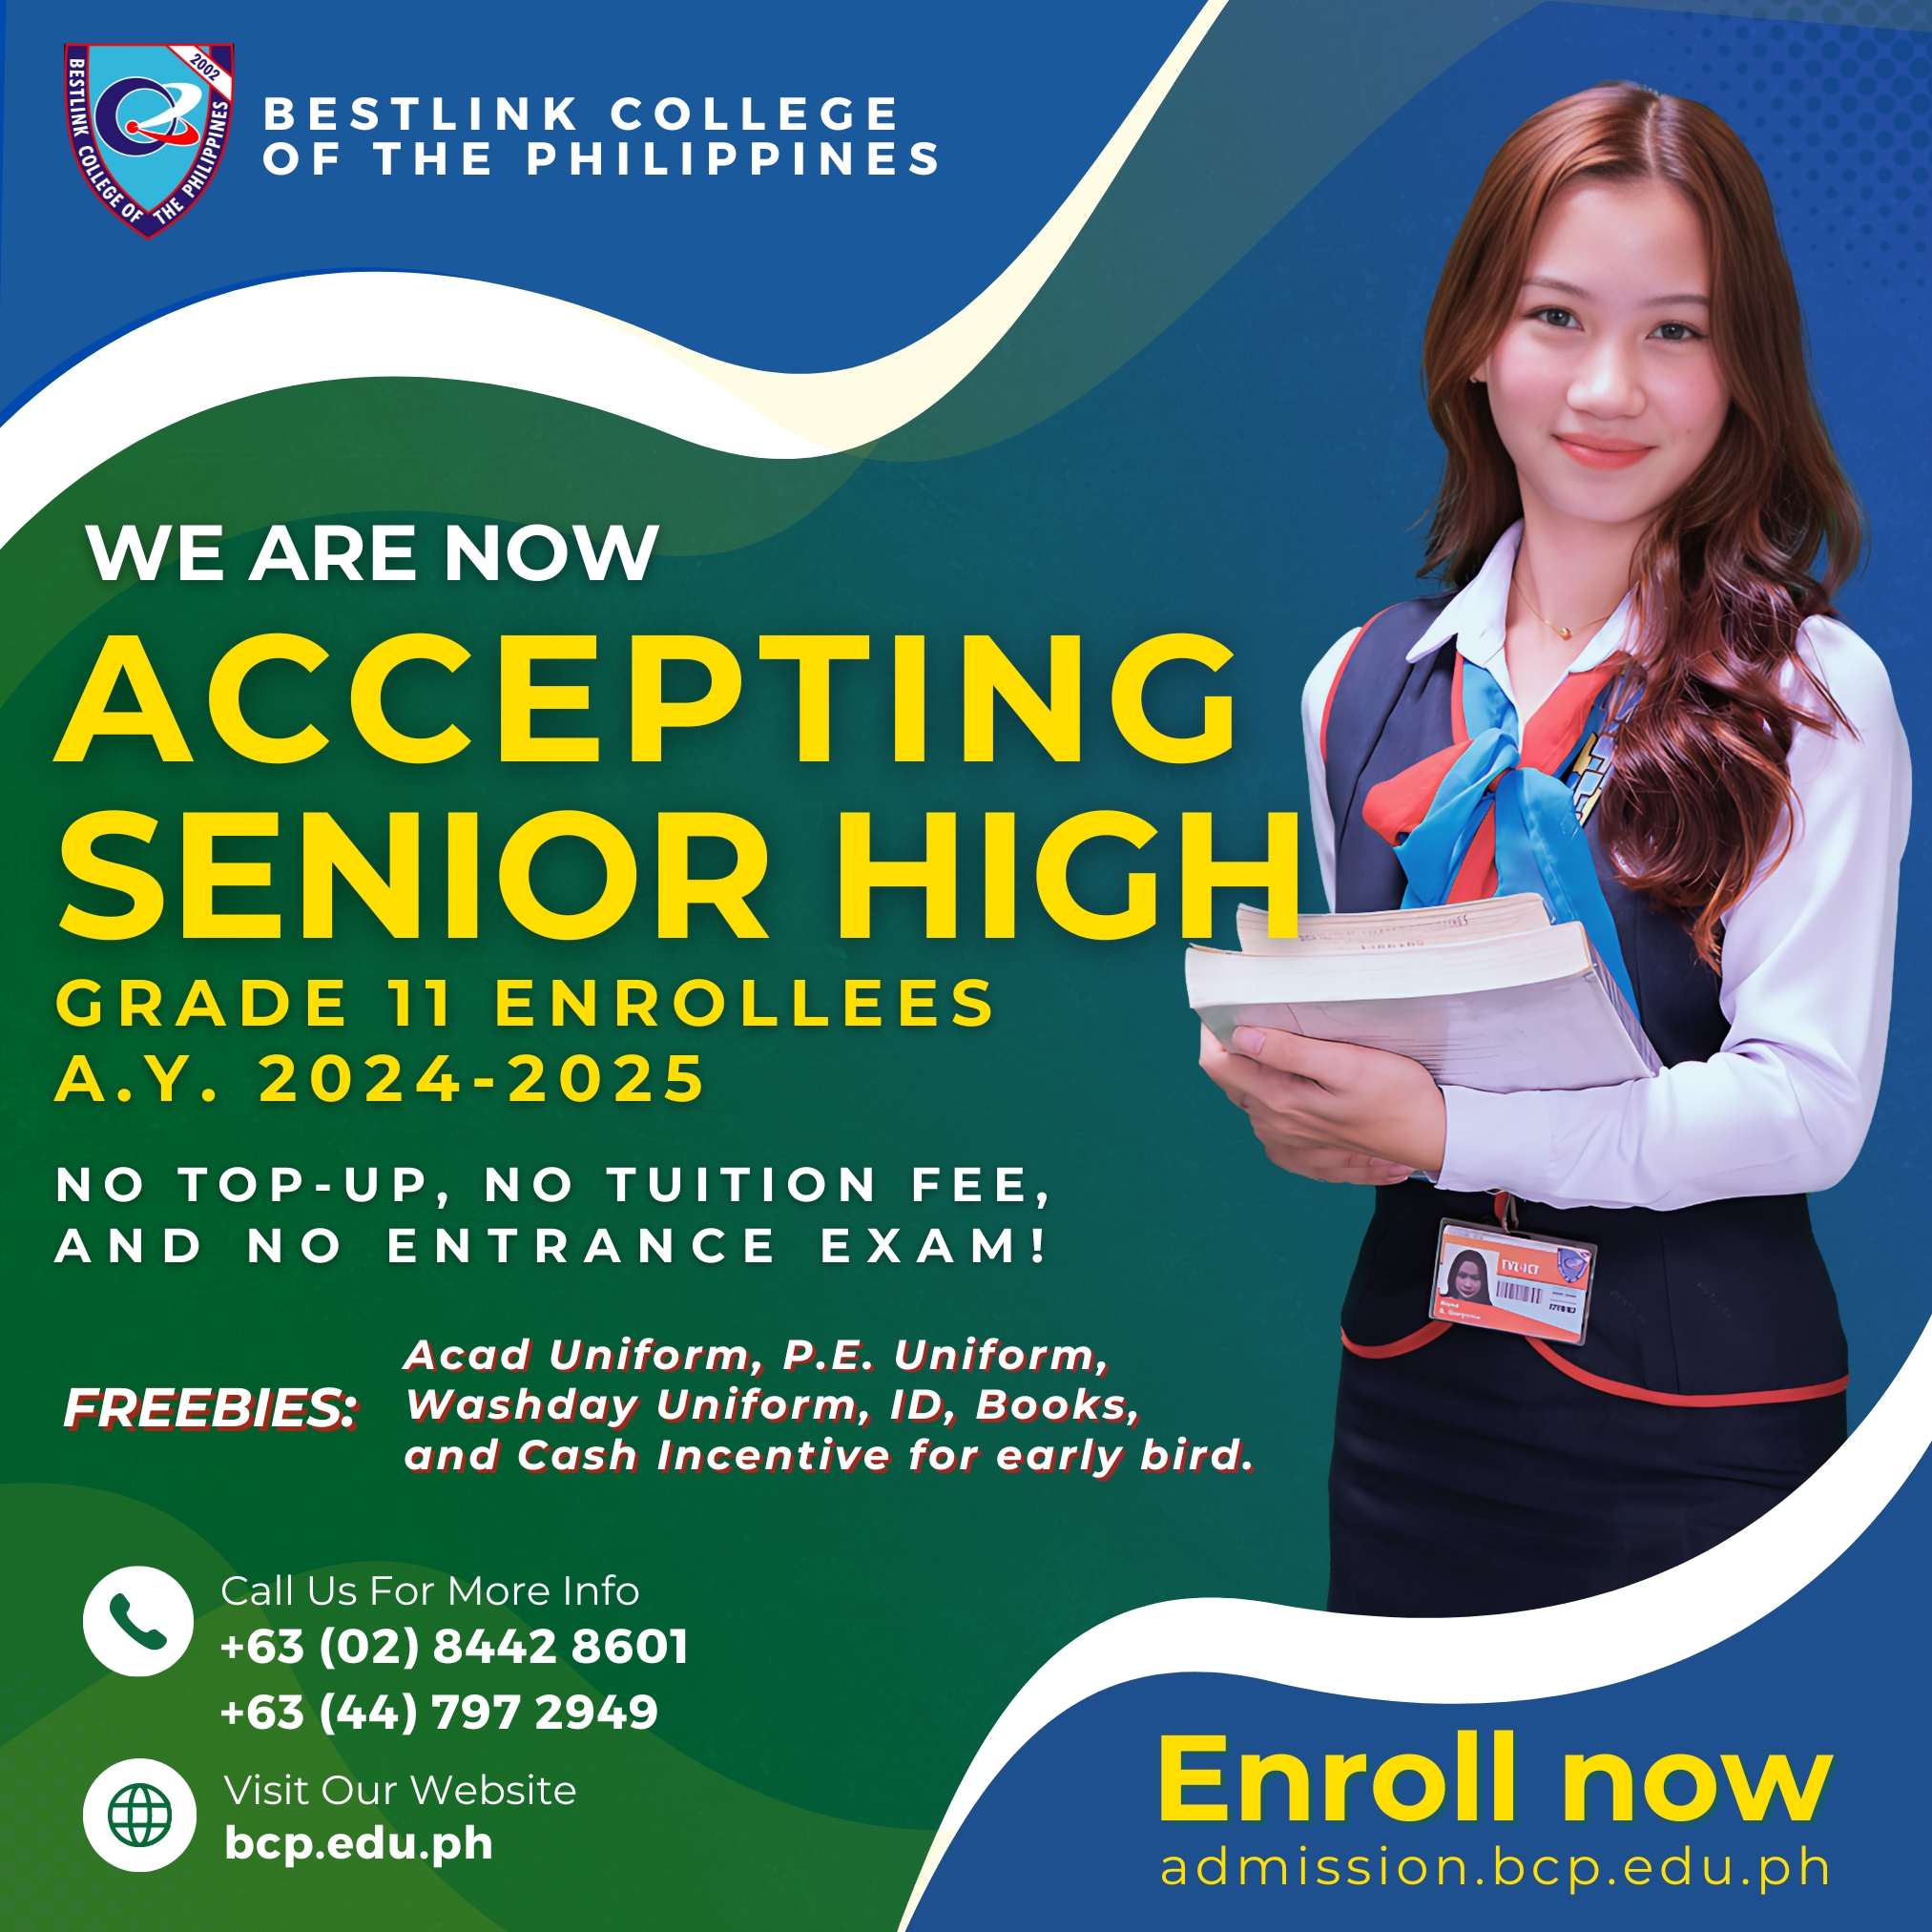 2002
BESTLINK COLLEGE OF THE PHILIPPINES
BESTLINK COLLEGE
OF THE PHILIPPINES
WE ARE NOW
ACCEPTING
SENIOR HIGH
GRADE 11 ENROLLEES
A.Y. 2024-2025
NO TOP-UP, NO TUITION FEE,
AND NO ENTRANCE EXAM!
FREEBIES:
Acad Uniform, P.E. Uniform,
Washday Uniform, ID, Books,
and Cash Incentive for early bird.
TVL-ICT
Call Us For More Info
+63 (02) 8442 8601
+63 (44) 797 2949
Visit Our Website
bcp.edu.ph
Enroll now
admission.bcp.edu.ph